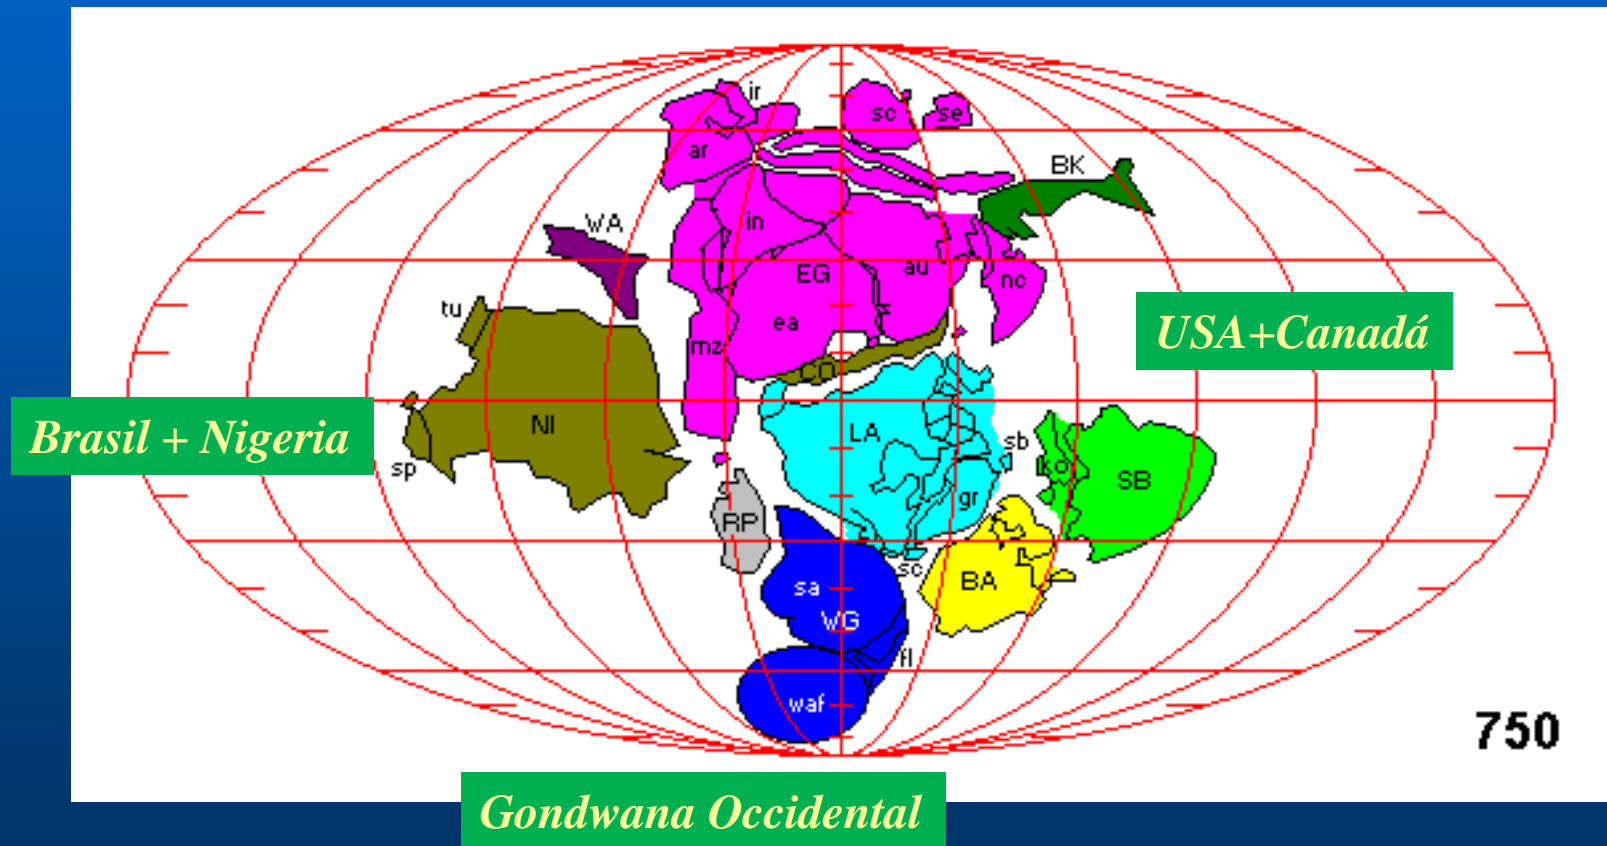 ir
sc
se
ar
BK
WA
in
EG
au
nc
tu
ea
USA+Canadá
mz
CO
Brasil + Nigeria
NI
LA
sb
sp
ko
SB
gr
RP
sc
BA
sa
WG
fl
waf
750
Gondwana Occidental